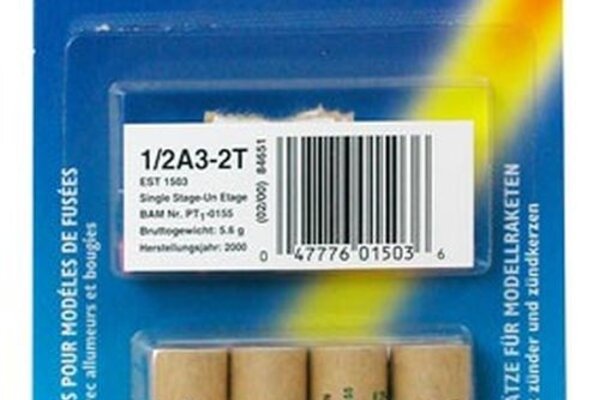 1/2A3-2T
EST 1503
Single Stage-Un Etage
BAM Nr. PT1-0155
Bruttogewicht: 5.6 g
Herstellungsjahr: 2000
(02/00) 84651
0 47776 01503 6
S POUR MODÈLES DE FUSÉES
ec allumeurs et bougies
ÄTZE FÜR MODELLRAKETEN
zünder und zündkerzen